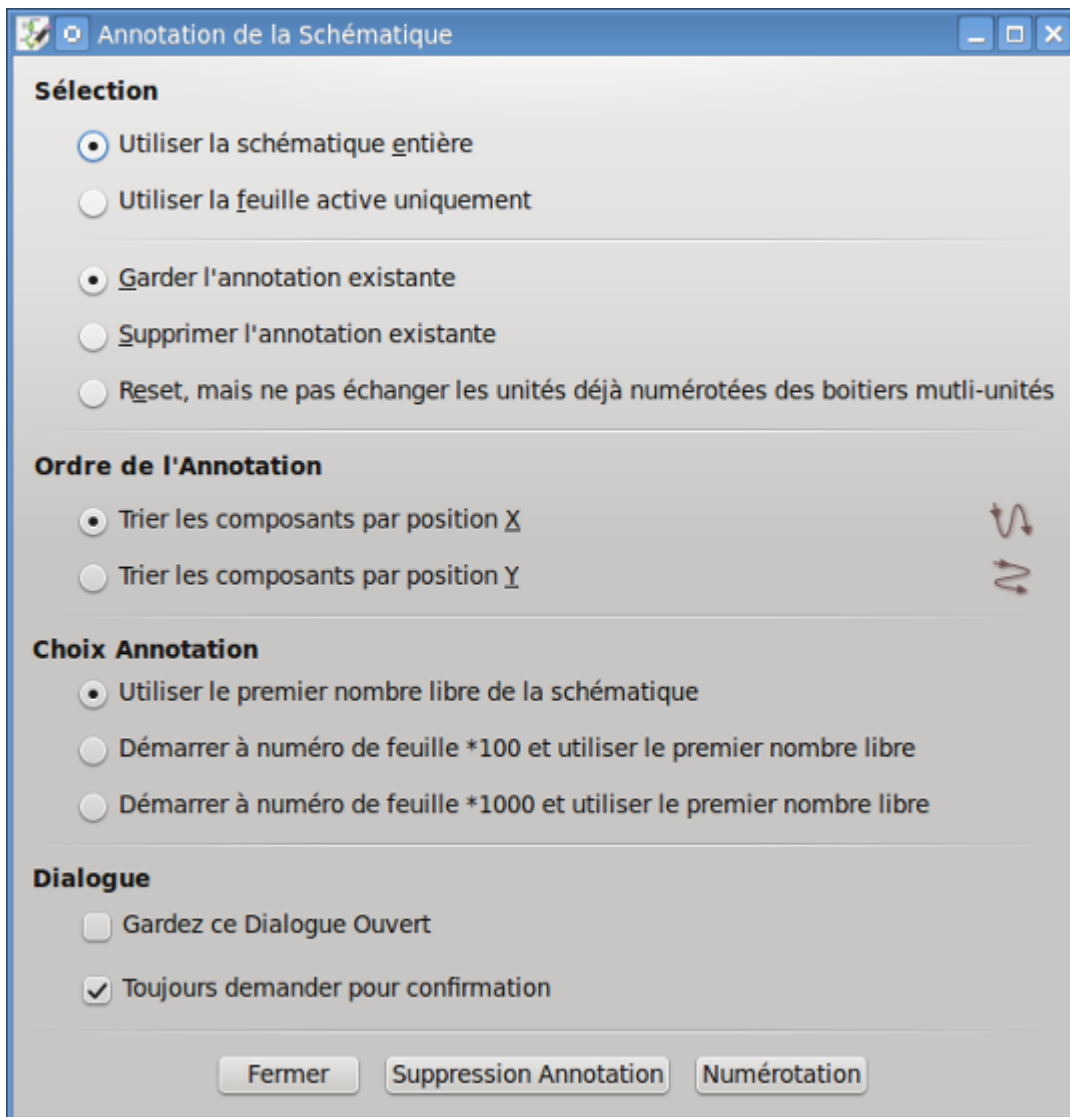 Annotation de la Schématique
Sélection
Utiliser la schématique entière
Utiliser la feuille active uniquement
Garder l'annotation existante
Supprimer l'annotation existante
Reset, mais ne pas échanger les unités déjà numérotées des boitiers mutli-unités
Ordre de l'Annotation
Trier les composants par position X
Trier les composants par position Y
Choix Annotation
Utiliser le premier nombre libre de la schématique
Démarrer à numéro de feuille *100 et utiliser le premier nombre libre
Démarrer à numéro de feuille *1000 et utiliser le premier nombre libre
Dialogue
Gardez ce Dialogue Ouvert
Toujours demander pour confirmation
Fermer Suppression Annotation Numérotation